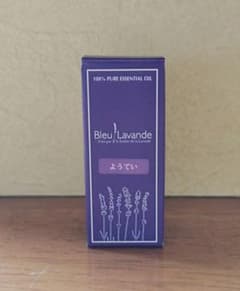 100% PURE ESSENTIAL OIL
Bleu Lavande
ようてい